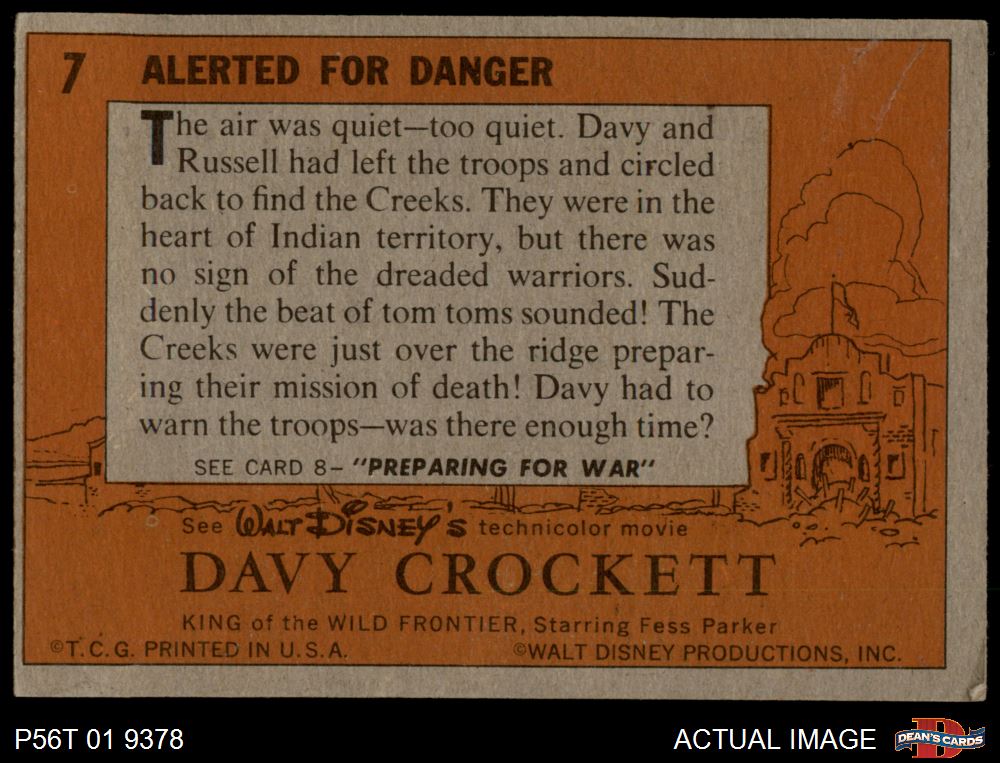 7 ALERTED FOR DANGER
The air was quiet—too quiet. Davy and
Russell had left the troops and circled
back to find the Creeks. They were in the
heart of Indian territory, but there was
no sign of the dreaded warriors. Sud-
denly the beat of tom toms sounded! The
Creeks were just over the ridge prepar-
ing their mission of death! Davy had to
warn the troops—was there enough time?
SEE CARD 8– "PREPARING FOR WAR"
See WALT DISNEY'S technicolor movie
DAVY CROCKETT
KING of the WILD FRONTIER, Starring Fess Parker
©T.C.G. PRINTED IN U.S.A. ©WALT DISNEY PRODUCTIONS, INC.
P56T 01 9378 ACTUAL IMAGE D DEAN'S CARDS